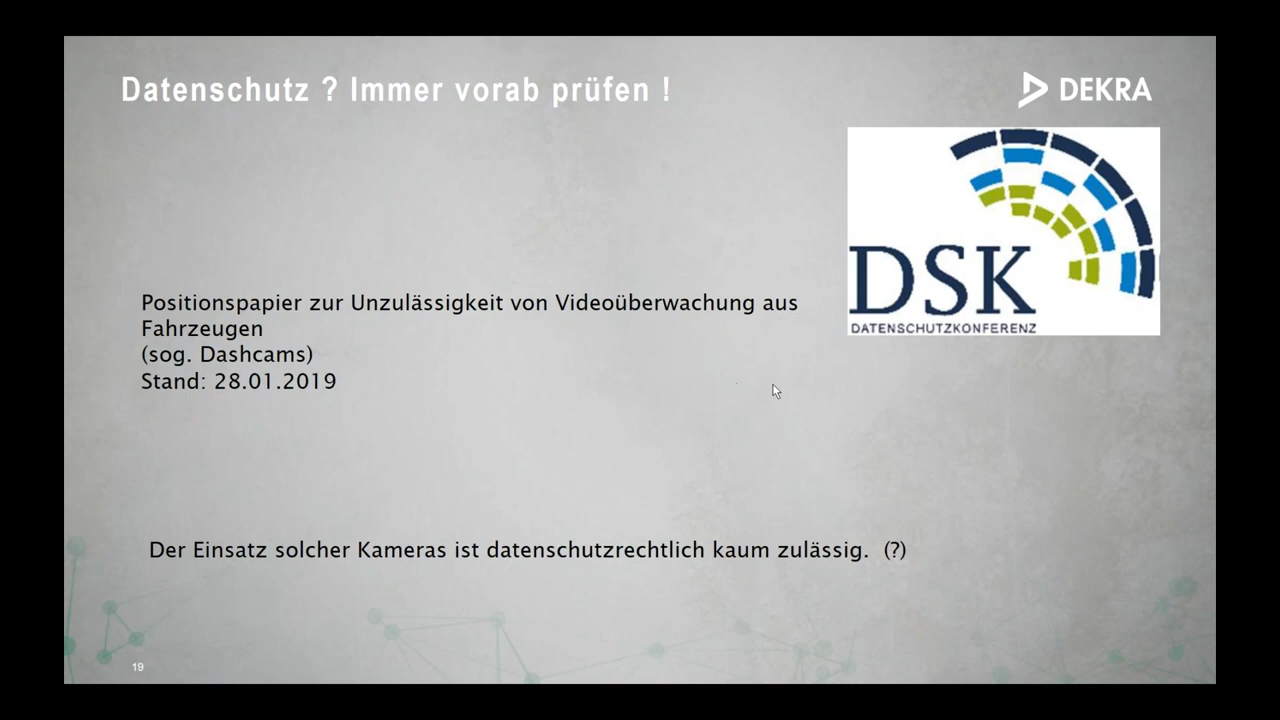 Datenschutz ? Immer vorab prüfen !
DEKRA
DSK
DATENSCHUTZKONFERENZ
Positionspapier zur Unzulässigkeit von Videoüberwachung aus
Fahrzeugen
(sog. Dashcams)
Stand: 28.01.2019
Der Einsatz solcher Kameras ist datenschutzrechtlich kaum zulässig.  (?)
19